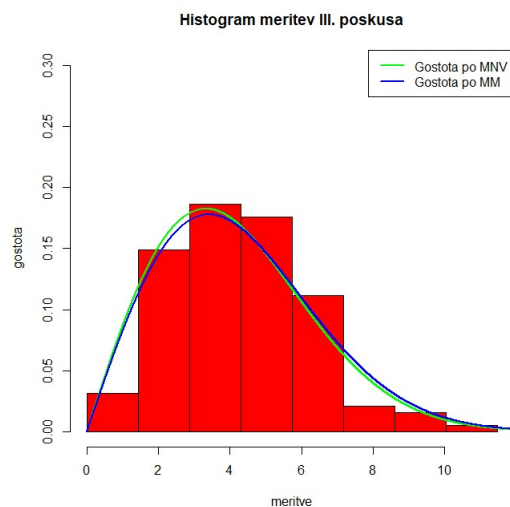 Histogram meritev III. poskusa
Gostota po MNV
Gostota po MM
gostota
0.30
0.25
0.20
0.15
0.10
0.05
0.00
0 2 4 6 8 10
meritve